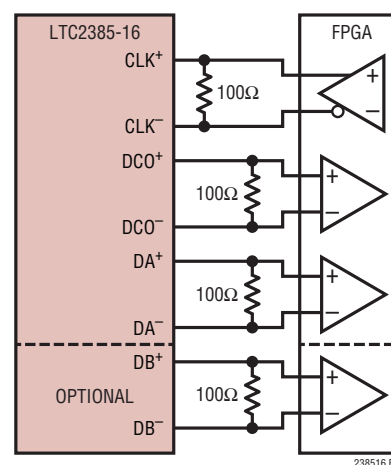 LTC2385-16
FPGA
CLK+
100Ω
CLK–
+
–
DCO+
100Ω
DCO–
+
–
DA+
100Ω
DA–
+
–
DB+
OPTIONAL
100Ω
DB–
+
–
238516 F